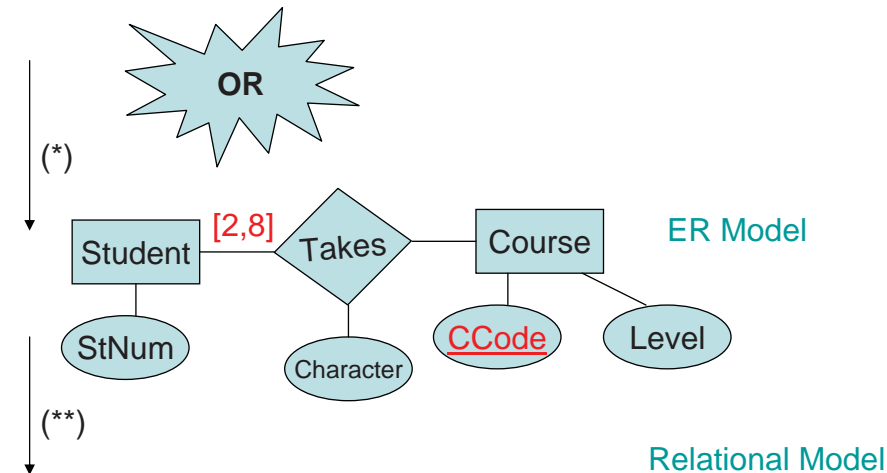 OR
(*)
[2,8]
Student
Takes
Course
ER Model
StNum
Character
CCode
Level
(**)
Relational Model